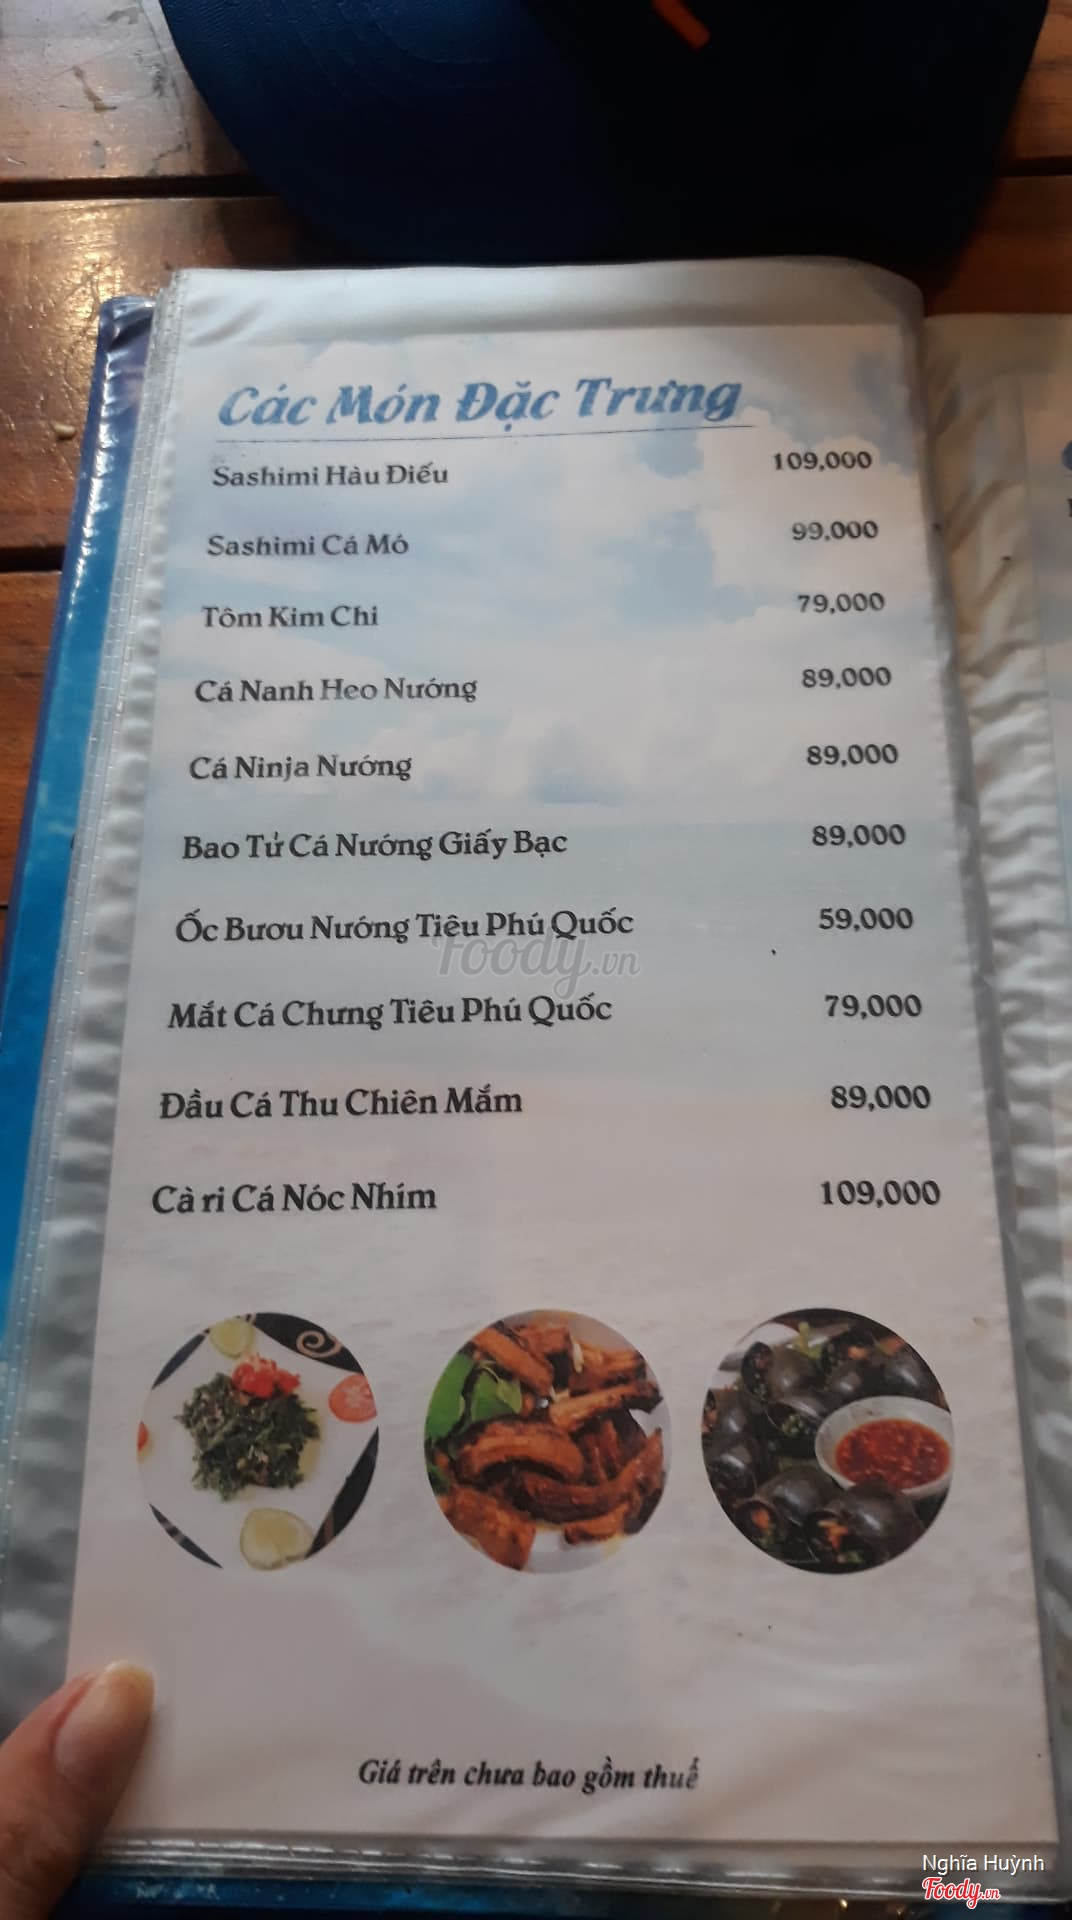 Các Món Đặc Trưng
Sashimi Hàu Điếu 109,000
Sashimi Cá Mó 99,000
Tôm Kim Chi 79,000
Cá Nanh Heo Nướng 89,000
Cá Ninja Nướng 89,000
Bao Tử Cá Nướng Giấy Bạc 89,000
Ốc Bươu Nướng Tiêu Phú Quốc 59,000
Foody.vn
Mắt Cá Chưng Tiêu Phú Quốc 79,000
Đầu Cá Thu Chiên Mắm 89,000
Cà ri Cá Nóc Nhím 109,000
Giá trên chưa bao gồm thuế
Nghĩa Huỳnh
Foody.vn